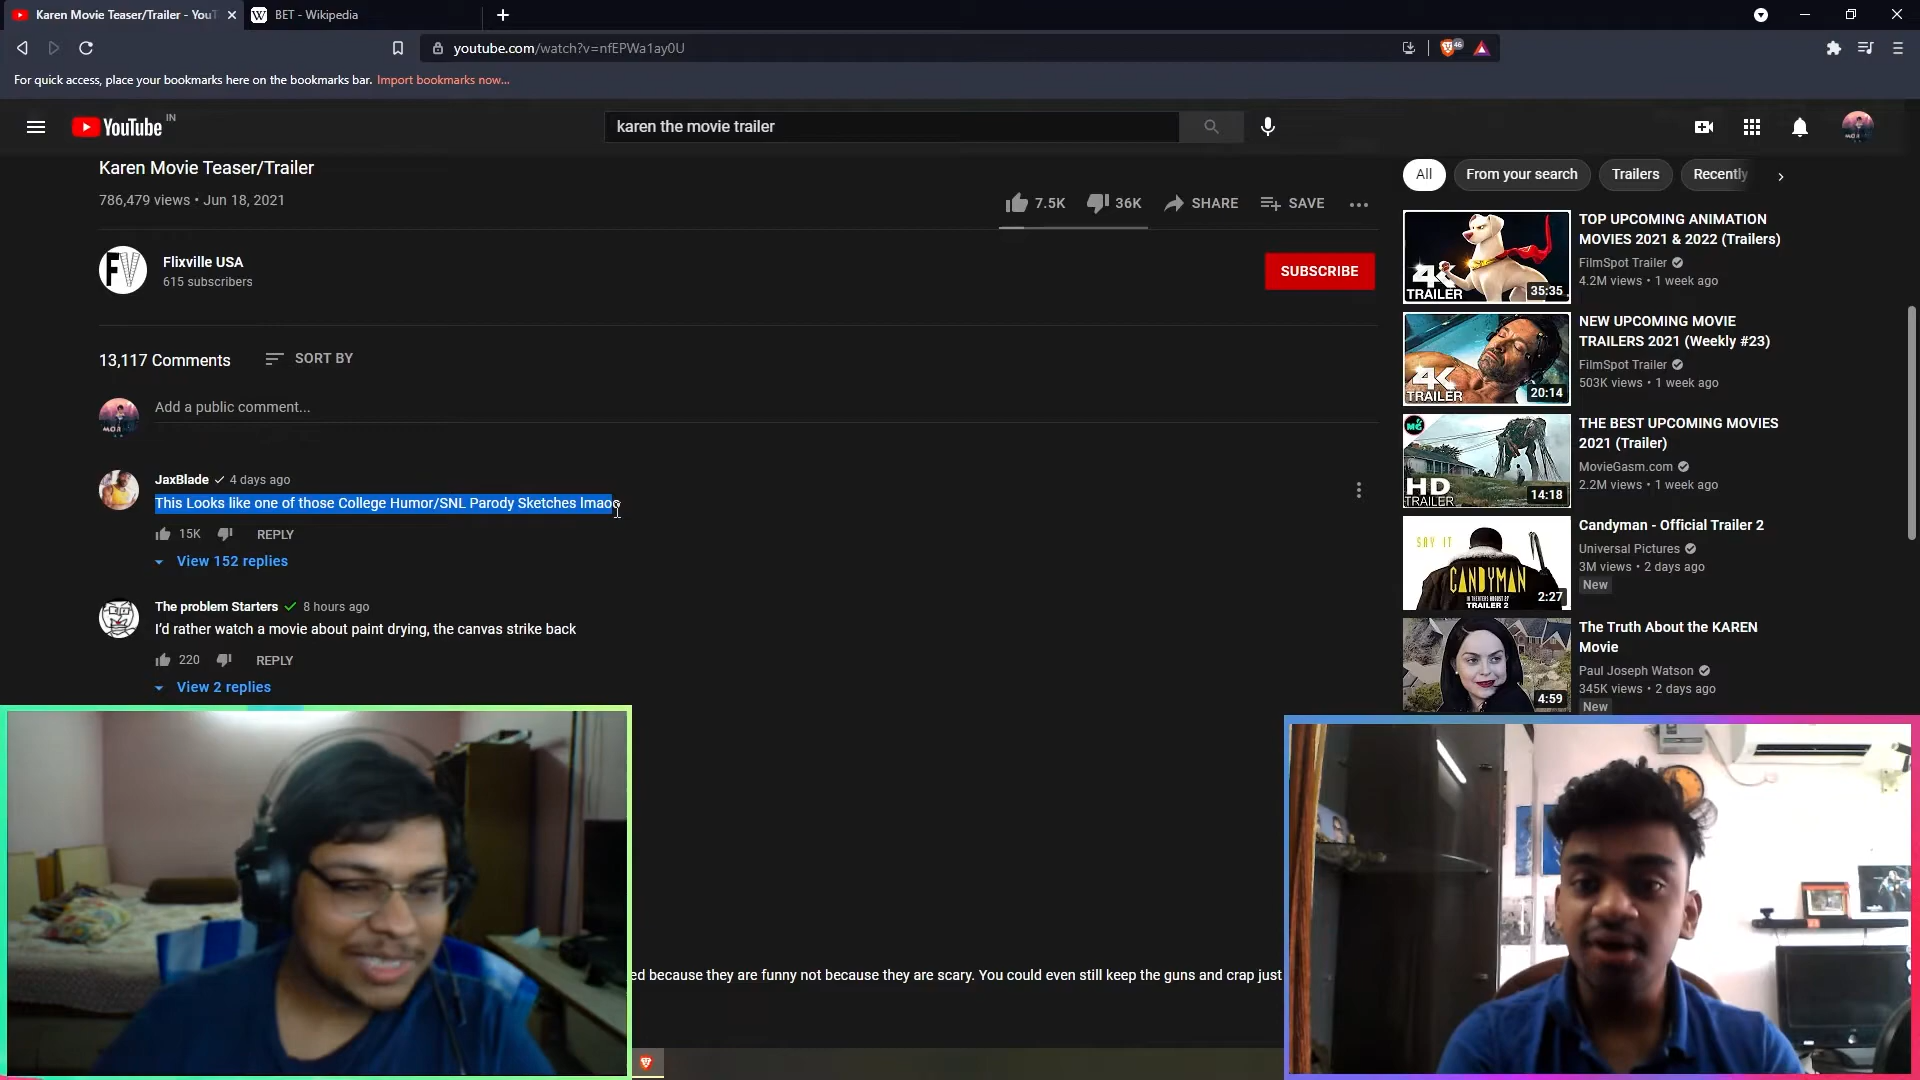 Karen Movie Teaser/Trailer - YouT
BET - Wikipedia
youtube.com/watch?v=nfEPWa1ay0U
46
For quick access, place your bookmarks here on the bookmarks bar. Import bookmarks now...
YouTube IN
karen the movie trailer
Karen Movie Teaser/Trailer
786,479 views • Jun 18, 2021
7.5K 36K SHARE SAVE
FV
Flixville USA
615 subscribers
SUBSCRIBE
13,117 Comments SORT BY
Add a public comment...
JaxBlade 4 days ago
This Looks like one of those College Humor/SNL Parody Sketches lmao
15K REPLY
View 152 replies
The problem Starters 8 hours ago
I'd rather watch a movie about paint drying, the canvas strike back
220 REPLY
View 2 replies
ed because they are funny not because they are scary. You could even still keep the guns and crap just
All From your search Trailers Recently
4K
TRAILER
35:35
TOP UPCOMING ANIMATION
MOVIES 2021 & 2022 (Trailers)
FilmSpot Trailer
4.2M views • 1 week ago
4K
TRAILER
20:14
NEW UPCOMING MOVIE
TRAILERS 2021 (Weekly #23)
FilmSpot Trailer
503K views • 1 week ago
MG
HD
TRAILER
14:18
THE BEST UPCOMING MOVIES
2021 (Trailer)
MovieGasm.com
2.2M views • 1 week ago
SAY IT
CANDYMAN
IN THEATERS AUGUST 27
TRAILER 2
2:27
Candyman - Official Trailer 2
Universal Pictures
3M views • 2 days ago
New
4:59
The Truth About the KAREN
Movie
Paul Joseph Watson
345K views • 2 days ago
New